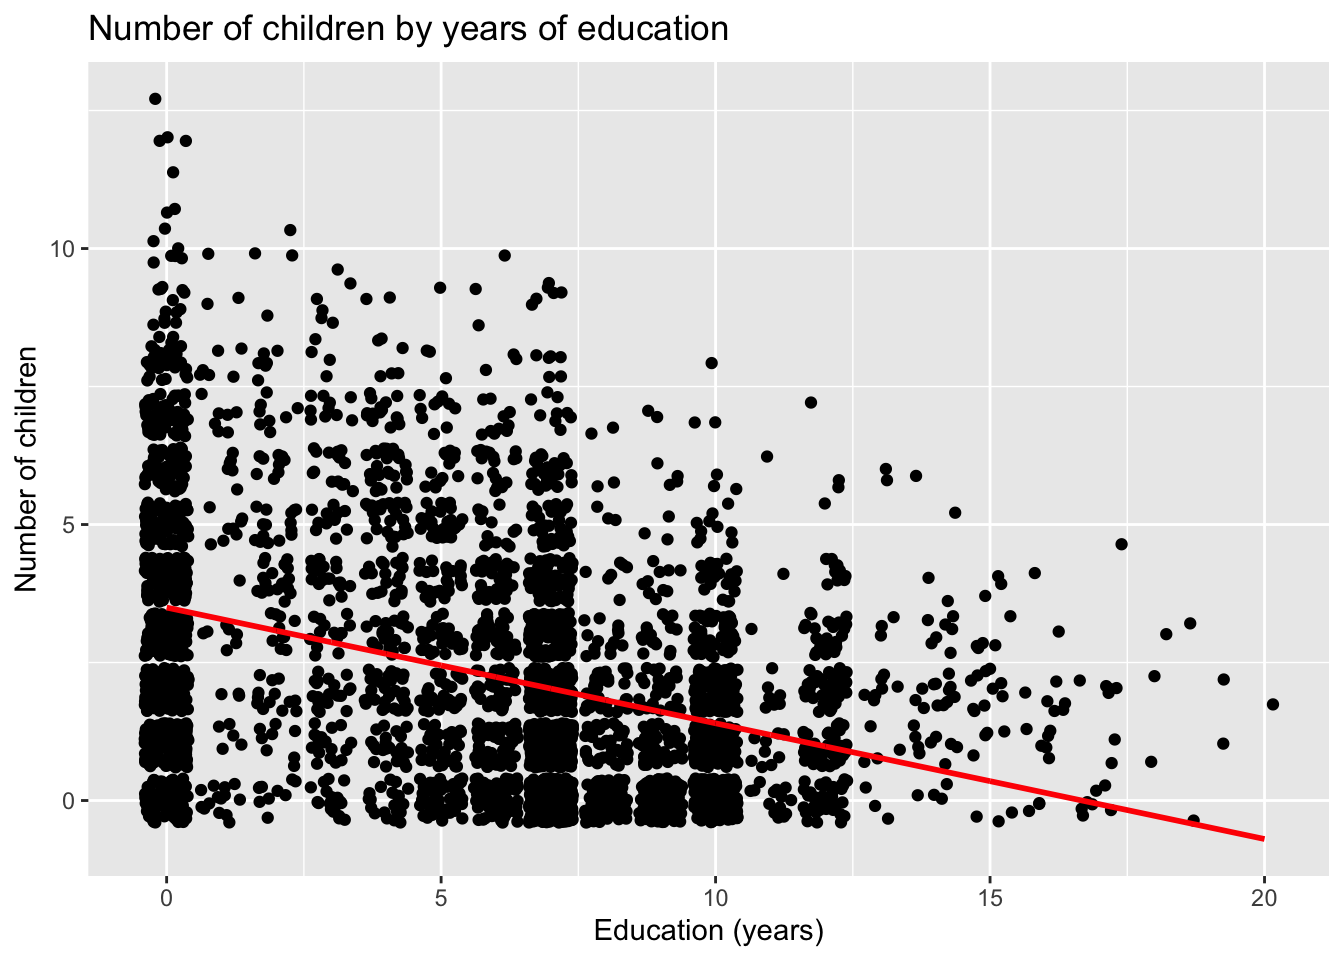 Number of children by years of education
Number of children
10
5
0
0 5 10 15 20
Education (years)